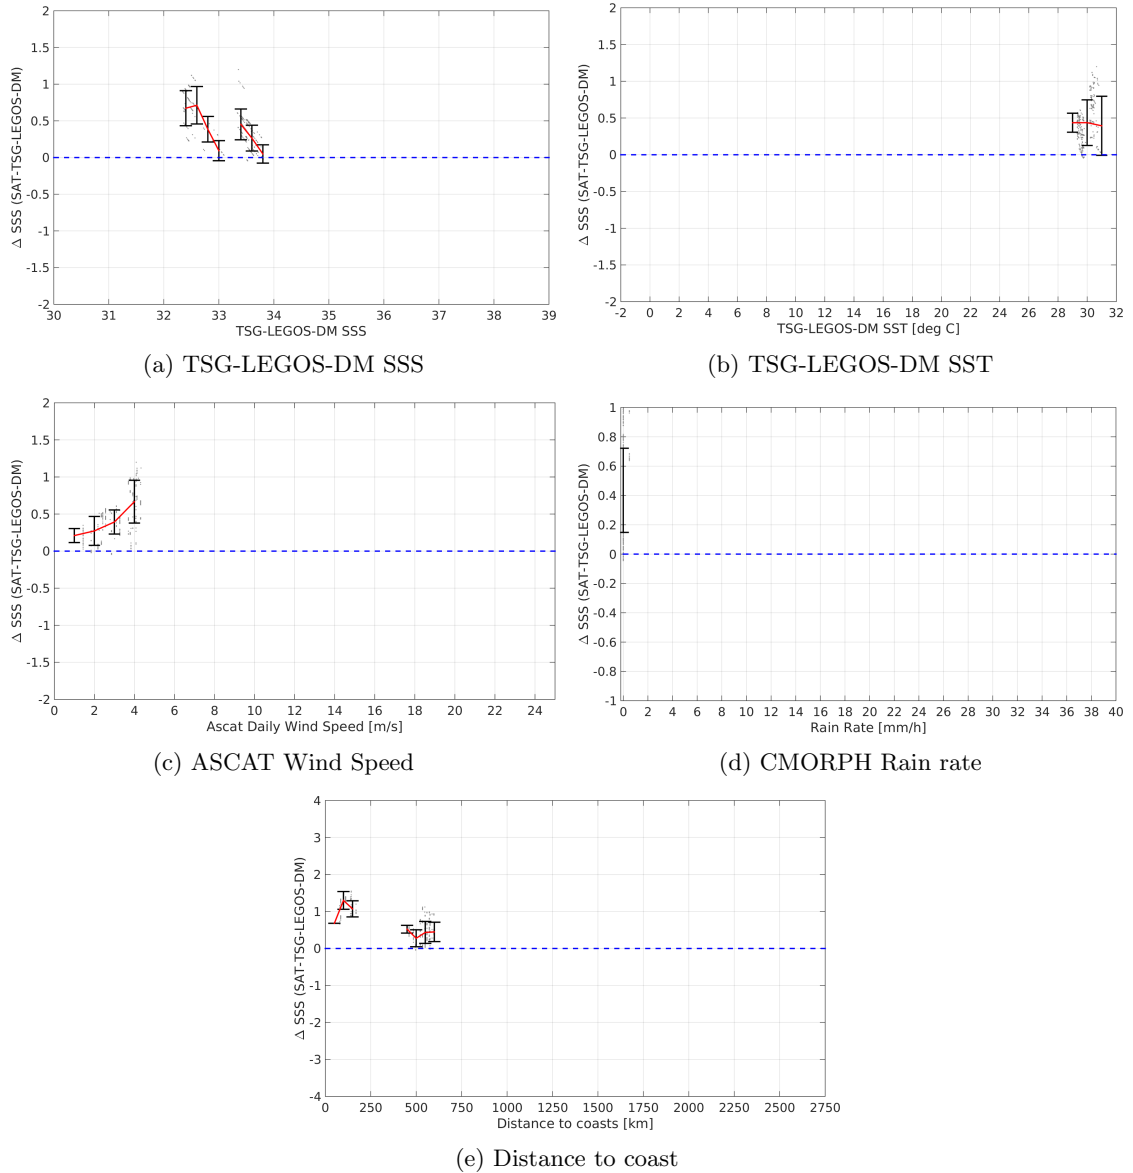 2
1.5
1
0.5
0
-0.5
-1
-1.5
-2
Δ SSS (SAT-TSG-LEGOS-DM)
30 31 32 33 34 35 36 37 38 39
TSG-LEGOS-DM SSS
(a) TSG-LEGOS-DM SSS
2
1.5
1
0.5
0
-0.5
-1
-1.5
-2
Δ SSS (SAT-TSG-LEGOS-DM)
-2 0 2 4 6 8 10 12 14 16 18 20 22 24 26 28 30 32
TSG-LEGOS-DM SST [deg C]
(b) TSG-LEGOS-DM SST
2
1.5
1
0.5
0
-0.5
-1
-1.5
-2
Δ SSS (SAT-TSG-LEGOS-DM)
0 2 4 6 8 10 12 14 16 18 20 22 24
Ascat Daily Wind Speed [m/s]
(c) ASCAT Wind Speed
1
0.8
0.6
0.4
0.2
0
-0.2
-0.4
-0.6
-0.8
-1
Δ SSS (SAT-TSG-LEGOS-DM)
0 2 4 6 8 10 12 14 16 18 20 22 24 26 28 30 32 34 36 38 40
Rain Rate [mm/h]
(d) CMORPH Rain rate
4
3
2
1
0
-1
-2
-3
-4
Δ SSS (SAT-TSG-LEGOS-DM)
0 250 500 750 1000 1250 1500 1750 2000 2250 2500 2750
Distance to coasts [km]
(e) Distance to coast